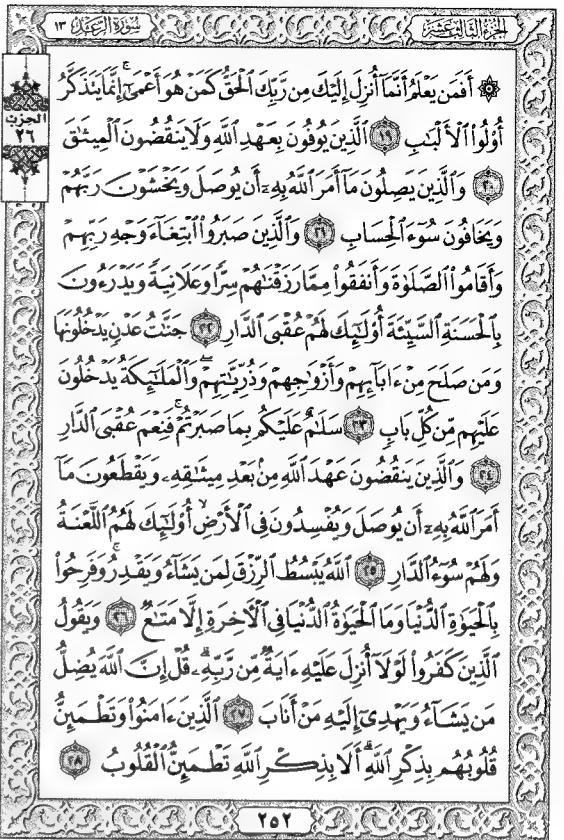 الجزء الثالث عشر
سورة الرعد ١٣
الحزب
٢٦
۞ أَفَمَن يَعْلَمُ أَنَّمَآ أُنزِلَ إِلَيْكَ مِن رَّبِّكَ ٱلْحَقُّ كَمَنْ هُوَ أَعْمَىٰٓ ۚ إِنَّمَا يَتَذَكَّرُ
أُو۟لُوا۟ ٱلْأَلْبَـٰبِ ١٩ ٱلَّذِينَ يُوفُونَ بِعَهْدِ ٱللَّهِ وَلَا يَنقُضُونَ ٱلْمِيثَـٰقَ
٢٠ وَٱلَّذِينَ يَصِلُونَ مَآ أَمَرَ ٱللَّهُ بِهِۦٓ أَن يُوصَلَ وَيَخْشَوْنَ رَبَّهُمْ
وَيَخَافُونَ سُوٓءَ ٱلْحِسَابِ ٢١ وَٱلَّذِينَ صَبَرُوا۟ ٱبْتِغَآءَ وَجْهِ رَبِّهِمْ
وَأَقَامُوا۟ ٱلصَّلَوٰةَ وَأَنفَقُوا۟ مِمَّا رَزَقْنَـٰهُمْ سِرًّا وَعَلَانِيَةً وَيَدْرَءُونَ
بِٱلْحَسَنَةِ ٱلسَّيِّئَةَ أُو۟لَـٰٓئِكَ لَهُمْ عُقْبَى ٱلدَّارِ ٢٢ جَنَّـٰتُ عَدْنٍ يَدْخُلُونَهَا
وَمَن صَلَحَ مِنْ ءَابَآئِهِمْ وَأَزْوَٰجِهِمْ وَذُرِّيَّـٰتِهِمْ ۖ وَٱلْمَلَـٰٓئِكَةُ يَدْخُلُونَ
عَلَيْهِم مِّن كُلِّ بَابٍ ٢٣ سَلَـٰمٌ عَلَيْكُم بِمَا صَبَرْتُمْ ۚ فَنِعْمَ عُقْبَى ٱلدَّارِ
٢٤ وَٱلَّذِينَ يَنقُضُونَ عَهْدَ ٱللَّهِ مِنۢ بَعْدِ مِيثَـٰقِهِۦ وَيَقْطَعُونَ مَآ
أَمَرَ ٱللَّهُ بِهِۦٓ أَن يُوصَلَ وَيُفْسِدُونَ فِى ٱلْأَرْضِ ۙ أُو۟لَـٰٓئِكَ لَهُمُ ٱللَّعْنَةُ
وَلَهُمْ سُوٓءُ ٱلدَّارِ ٢٥ ٱللَّهُ يَبْسُطُ ٱلرِّزْقَ لِمَن يَشَآءُ وَيَقْدِرُ ۚ وَفَرِحُوا۟
بِٱلْحَيَوٰةِ ٱلدُّنْيَا وَمَا ٱلْحَيَوٰةُ ٱلدُّنْيَا فِى ٱلْـَٔاخِرَةِ إِلَّا مَتَـٰعٌ ٢٦ وَيَقُولُ
ٱلَّذِينَ كَفَرُوا۟ لَوْلَآ أُنزِلَ عَلَيْهِ ءَايَةٌ مِّن رَّبِّهِۦ ۗ قُلْ إِنَّ ٱللَّهَ يُضِلُّ
مَن يَشَآءُ وَيَهْدِىٓ إِلَيْهِ مَنْ أَنَابَ ٢٧ ٱلَّذِينَ ءَامَنُوا۟ وَتَطْمَئِنُّ
قُلُوبُهُم بِذِكْرِ ٱللَّهِ ۗ أَلَا بِذِكْرِ ٱللَّهِ تَطْمَئِنُّ ٱلْقُلُوبُ ٢٨
٢٥٢